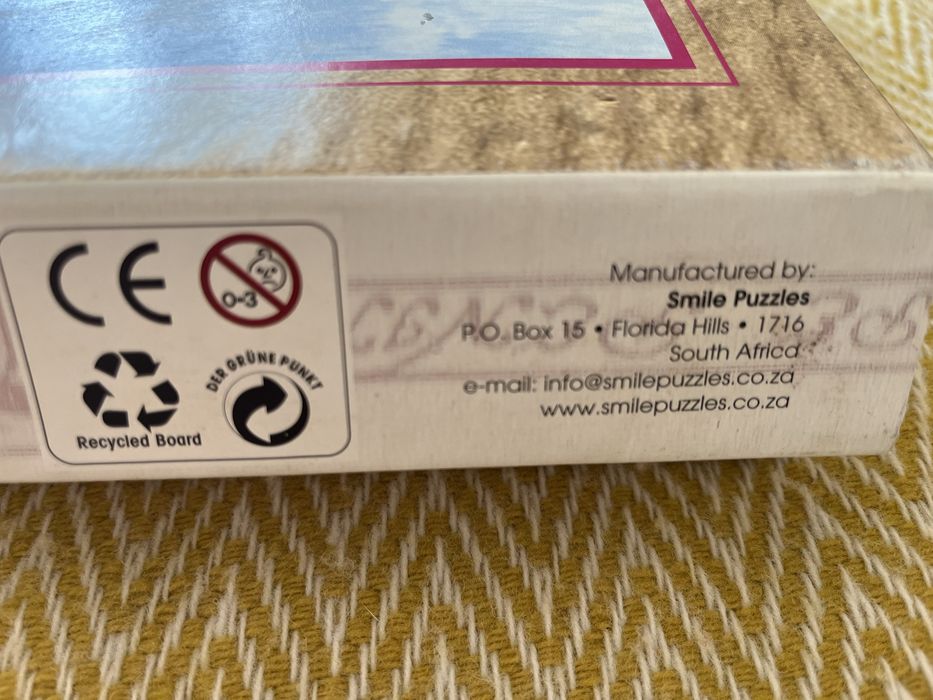 CE
0-3
DER GRÜNE PUNKT
Recycled Board
Manufactured by:
Smile Puzzles
P.O. Box 15 • Florida Hills • 1716
South Africa
e-mail: info@smilepuzzles.co.za
www.smilepuzzles.co.za